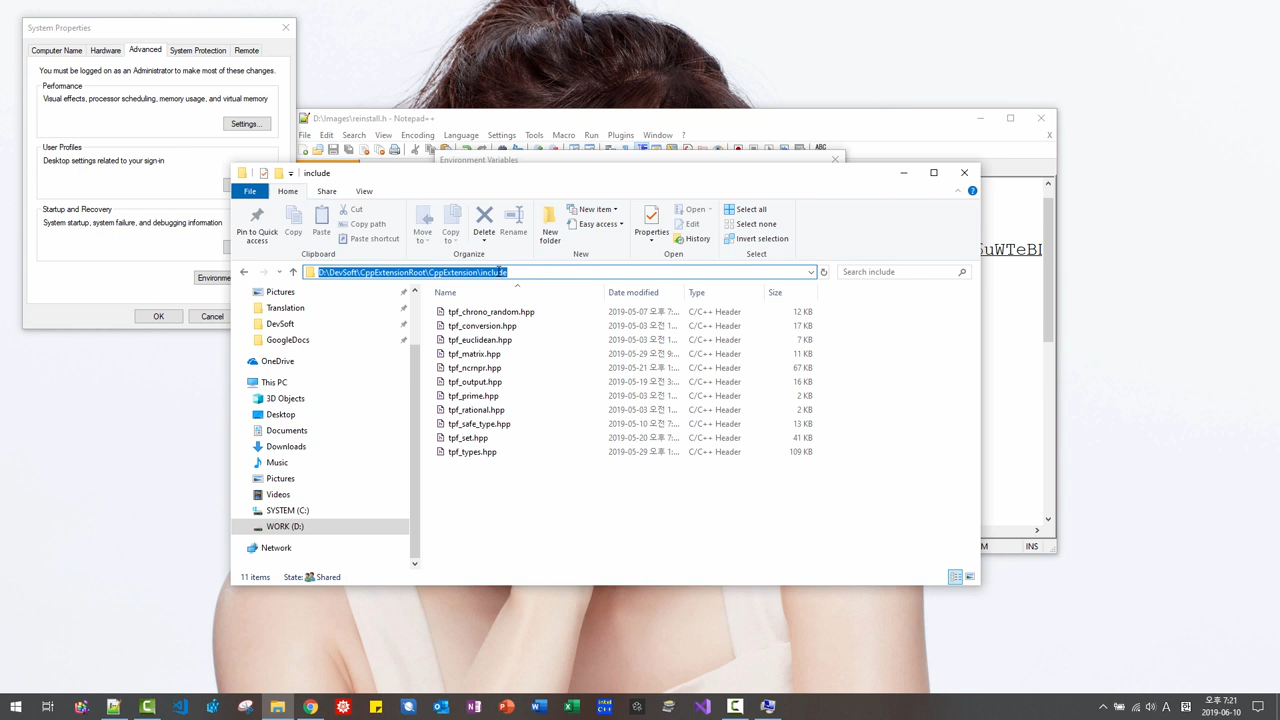 System Properties
Computer Name Hardware Advanced System Protection Remote
You must be logged on as an Administrator to make most of these changes.
Performance
Visual effects, processor scheduling, memory usage, and virtual memory
Settings...
User Profiles
Desktop settings related to your sign-in
Startup and Recovery
System startup, system failure, and debugging information
Environme
OK Cancel
D:\Images\reinstall.h - Notepad++
File Edit Search View Encoding Language Settings Tools Macro Run Plugins Window ?
X
Environment Variables
INS
include
File Home Share View
Pin to Quick access
Copy
Paste
Cut
Copy path
Paste shortcut
Clipboard
Move to
Copy to
Delete
Rename
Organize
New folder
New item
Easy access
New
Properties
Open
Edit
History
Open
Select all
Select none
Invert selection
Select
D:\DevSoft\CppExtensionRoot\CppExtension\include
Search include
Pictures
Translation
DevSoft
GoogleDocs
OneDrive
This PC
3D Objects
Desktop
Documents
Downloads
Music
Pictures
Videos
SYSTEM (C:)
WORK (D:)
Network
Name Date modified Type Size
tpf_chrono_random.hpp 2019-05-07 오후 7:... C/C++ Header 12 KB
tpf_conversion.hpp 2019-05-03 오전 1... C/C++ Header 17 KB
tpf_euclidean.hpp 2019-05-03 오전 1... C/C++ Header 7 KB
tpf_matrix.hpp 2019-05-29 오전 9:... C/C++ Header 11 KB
tpf_ncrnpr.hpp 2019-05-21 오후 1:... C/C++ Header 67 KB
tpf_output.hpp 2019-05-19 오전 3:... C/C++ Header 16 KB
tpf_prime.hpp 2019-05-03 오전 1... C/C++ Header 2 KB
tpf_rational.hpp 2019-05-03 오전 1... C/C++ Header 2 KB
tpf_safe_type.hpp 2019-05-10 오전 7:... C/C++ Header 13 KB
tpf_set.hpp 2019-05-20 오후 7:... C/C++ Header 41 KB
tpf_types.hpp 2019-05-29 오전 1:... C/C++ Header 109 KB
11 items State: Shared
오후 7:21
2019-06-10